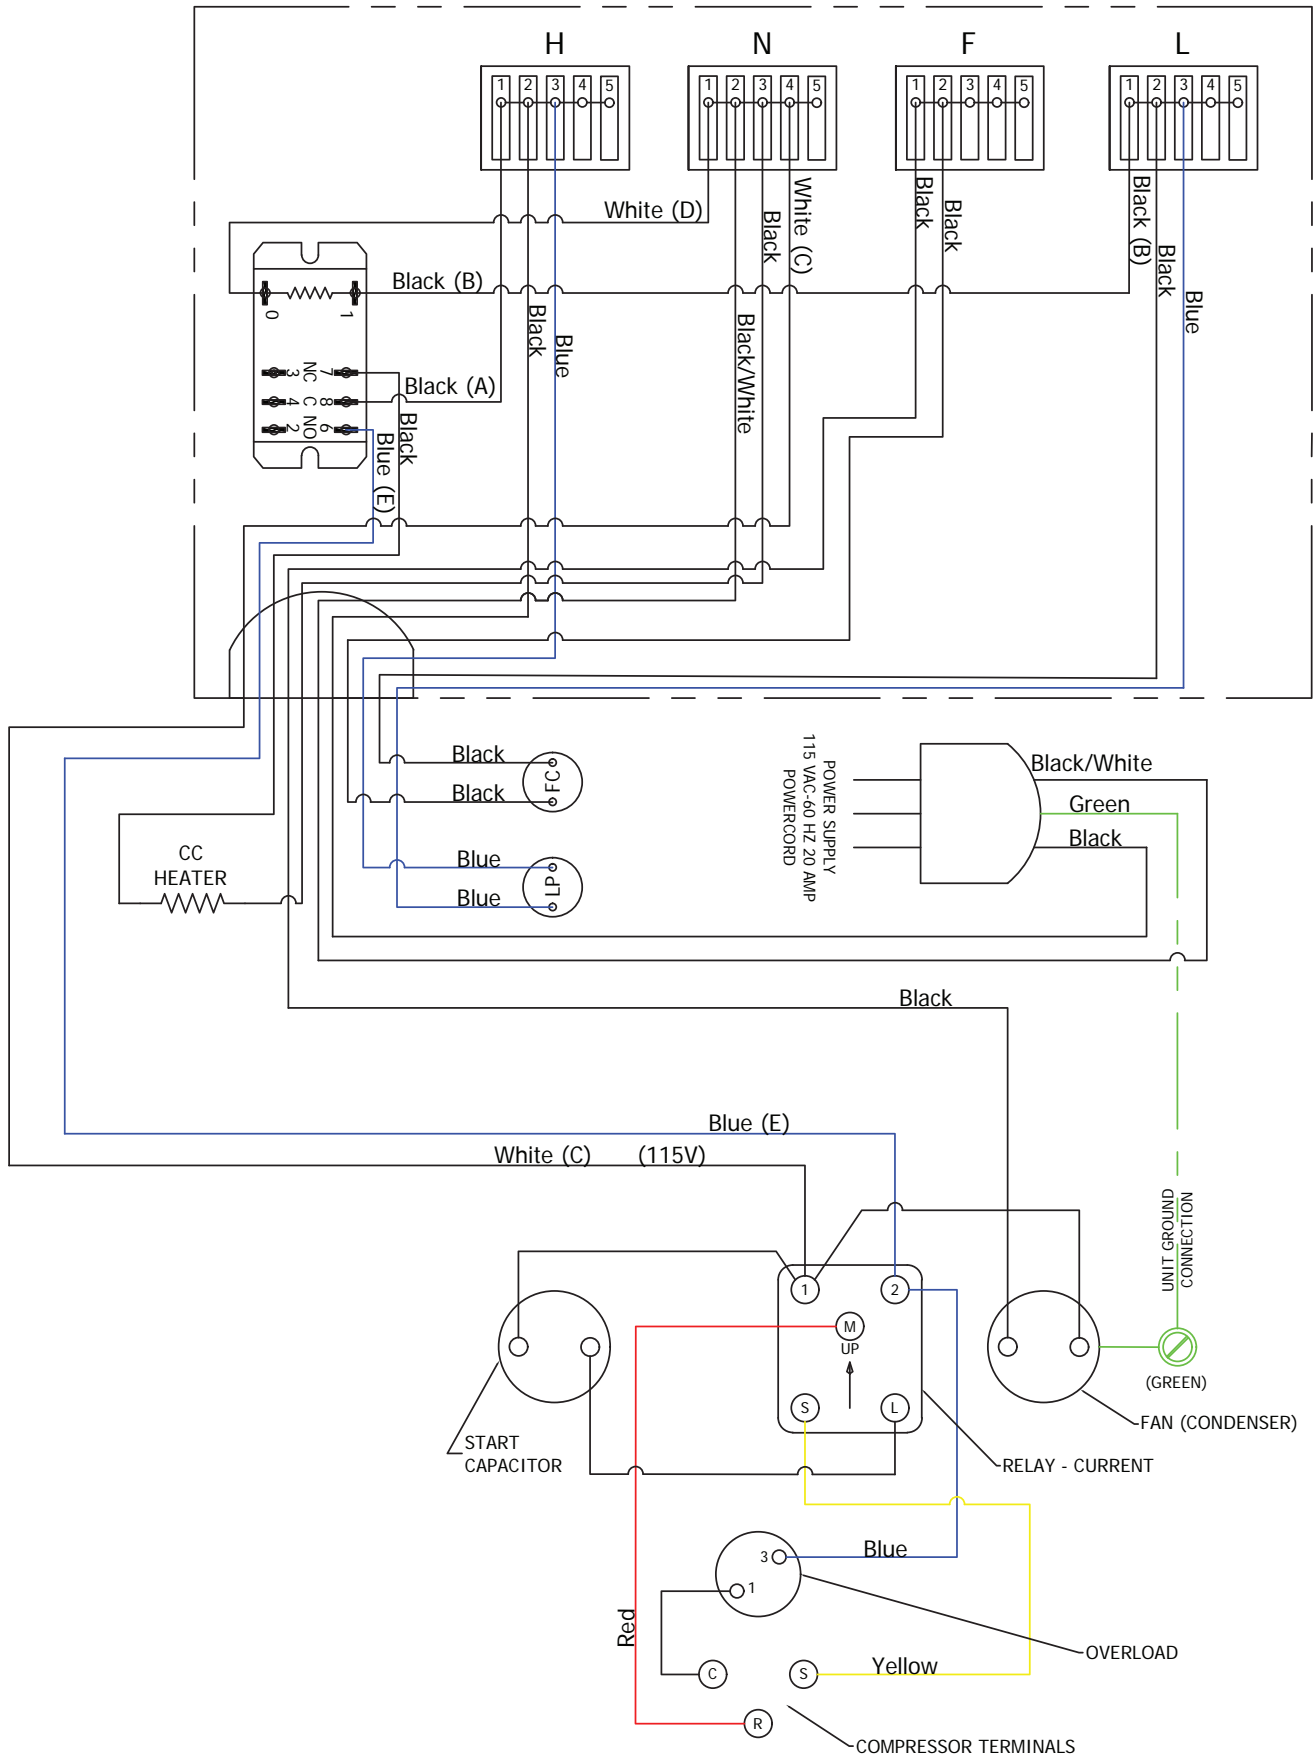 H N F L
1 2 3 4 5
1 2 3 4 5
1 2 3 4 5
1 2 3 4 5
White (D)
Black
White (C)
Black
Black
Black (B)
Black
Blue
Black (B)
0 1
Black
Blue
Black/White
3 NC 7
4 C 8
2 NO 6
Black (A)
Black
Blue (E)
Black
Black
FC
POWER SUPPLY
115 VAC-60 HZ 20 AMP
POWERCORD
Black/White
Green
Black
CC
HEATER
Blue
Blue
LP
Black
Blue (E)
White (C) (115V)
UNIT GROUND
CONNECTION
1 2
M
UP
S L
(GREEN)
FAN (CONDENSER)
START
CAPACITOR
RELAY - CURRENT
3
Blue
1
Red
OVERLOAD
C S
Yellow
R
COMPRESSOR TERMINALS